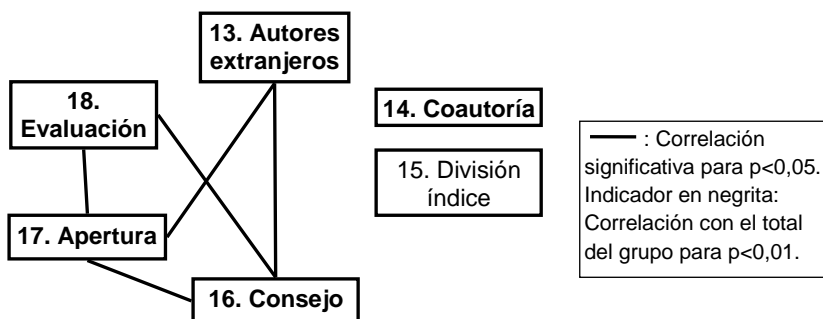 13. Autores
extranjeros
18.
Evaluación
14. Coautoría
15. División
índice
17. Apertura
16. Consejo
: Correlación
significativa para p<0,05.
Indicador en negrita:
Correlación con el total
del grupo para p<0,01.